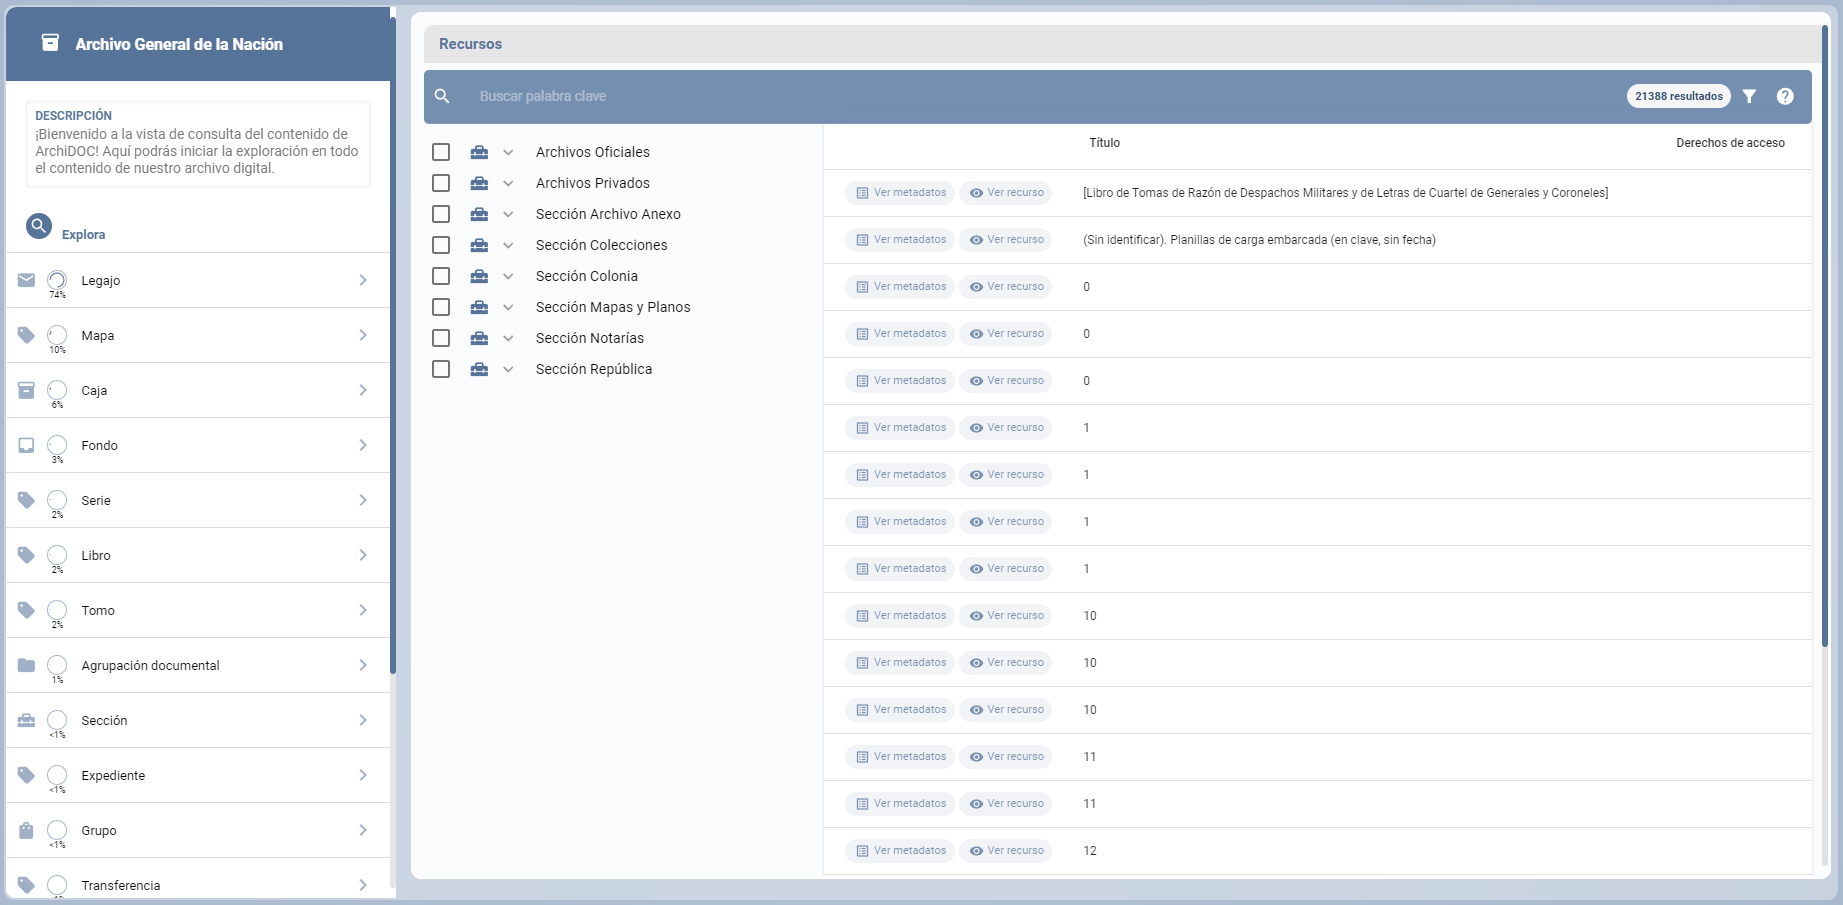 Archivo General de la Nación
DESCRIPCIÓN
¡Bienvenido a la vista de consulta del contenido de
ArchiDOC! Aquí podrás iniciar la exploración en todo
el contenido de nuestro archivo digital.
Explora
74%
Legajo
10%
Mapa
6%
Caja
3%
Fondo
2%
Serie
2%
Libro
2%
Tomo
1%
Agrupación documental
<1%
Sección
<1%
Expediente
<1%
Grupo
Transferencia
Recursos
Buscar palabra clave
21388 resultados
Archivos Oficiales
Archivos Privados
Sección Archivo Anexo
Sección Colecciones
Sección Colonia
Sección Mapas y Planos
Sección Notarías
Sección República
Título Derechos de acceso
Ver metadatos Ver recurso [Libro de Tomas de Razón de Despachos Militares y de Letras de Cuartel de Generales y Coroneles]
Ver metadatos Ver recurso (Sin identificar). Planillas de carga embarcada (en clave, sin fecha)
Ver metadatos Ver recurso 0
Ver metadatos Ver recurso 0
Ver metadatos Ver recurso 0
Ver metadatos Ver recurso 1
Ver metadatos Ver recurso 1
Ver metadatos Ver recurso 1
Ver metadatos Ver recurso 1
Ver metadatos Ver recurso 10
Ver metadatos Ver recurso 10
Ver metadatos Ver recurso 10
Ver metadatos Ver recurso 11
Ver metadatos Ver recurso 11
Ver metadatos Ver recurso 12